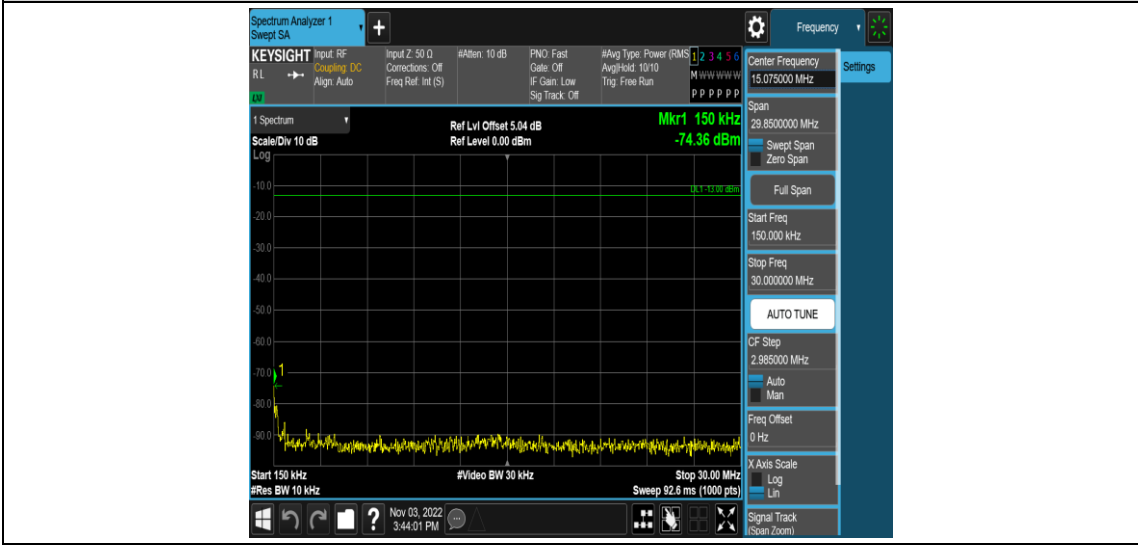 Spectrum Analyzer 1
Swept SA
+
Frequency
KEYSIGHT
RL
LM
Input: RF
Coupling: DC
Align: Auto
Input Z: 50 Ω
Corrections: Off
Freq Ref: Int (S)
#Atten: 10 dB
PNO: Fast
Gate: Off
IF Gain: Low
Sig Track: Off
#Avg Type: Power (RMS
Avg|Hold: 10/10
Trig: Free Run
1 2 3 4 5 6
M W W W W W
P P P P P P
1 Spectrum
Scale/Div 10 dB
Log
Ref Lvl Offset 5.04 dB
Ref Level 0.00 dBm
Mkr1 150 kHz
-74.36 dBm
DL1 -13.00 dBm
-10.0
-20.0
-30.0
-40.0
-50.0
-60.0
-70.0
1
-80.0
-90.0
Start 150 kHz
#Video BW 30 kHz
Stop 30.00 MHz
#Res BW 10 kHz
Sweep 92.6 ms (1000 pts)
Center Frequency
15.075000 MHz
Settings
Span
29.8500000 MHz
Swept Span
Zero Span
Full Span
Start Freq
150.000 kHz
Stop Freq
30.000000 MHz
AUTO TUNE
CF Step
2.985000 MHz
Auto
Man
Freq Offset
0 Hz
X Axis Scale
Log
Lin
Signal Track
(Span Zoom)
?
Nov 03, 2022
3:44:01 PM